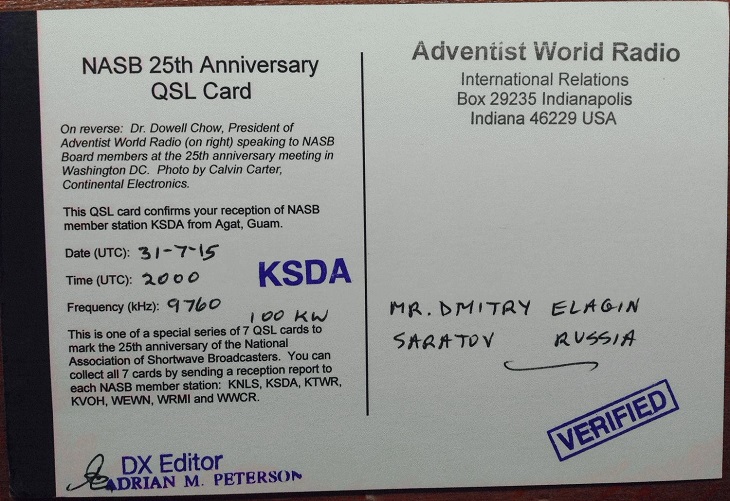 NASB 25th Anniversary
QSL Card
On reverse: Dr. Dowell Chow, President of
Adventist World Radio (on right) speaking to NASB
Board members at the 25th anniversary meeting in
Washington DC. Photo by Calvin Carter,
Continental Electronics.
This QSL card confirms your reception of NASB
member station KSDA from Agat, Guam.
Date (UTC): 31-7-15
Time (UTC): 2000
KSDA
Frequency (kHz): 9760
100 KW
This is one of a special series of 7 QSL cards to
mark the 25th anniversary of the National
Association of Shortwave Broadcasters. You can
collect all 7 cards by sending a reception report to
each NASB member station: KNLS, KSDA, KTWR,
KVOH, WEWN, WRMI and WWCR.
DX Editor
ADRIAN M. PETERSON
Adventist World Radio
International Relations
Box 29235 Indianapolis
Indiana 46229 USA
MR. DMITRY ELAGIN
SARATOV RUSSIA
VERIFIED